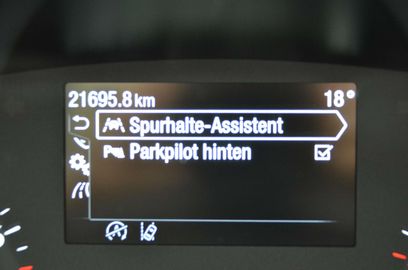 21695.8 km 18°
Spurhalte-Assistent
Parkpilot hinten